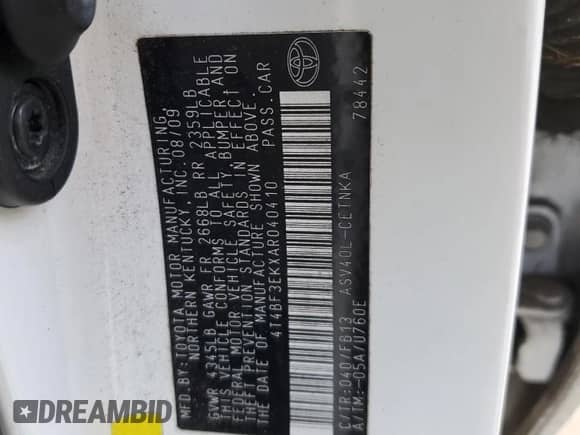 MFD.BY:TOYOTA MOTOR MANUFACTURING,
NORTHERN KENTUCKY, INC. 08/09
GVWR 4945LB GAWR FR 2668LB RR 2359LB
THIS VEHICLE CONFORMS TO ALL APPLICABLE
FEDERAL MOTOR VEHICLE SAFETY, BUMPER, AND
THEFT PREVENTION STANDARDS IN EFFECT ON
THE DATE OF MANUFACTURE SHOWN ABOVE.
4T4BF3EKXAR040410 PASS.CAR
C/TR:040/FB13 ASV40L-CETNKA
A/TM:-05A/U760E
78442
TOYOTA
DREAMBID